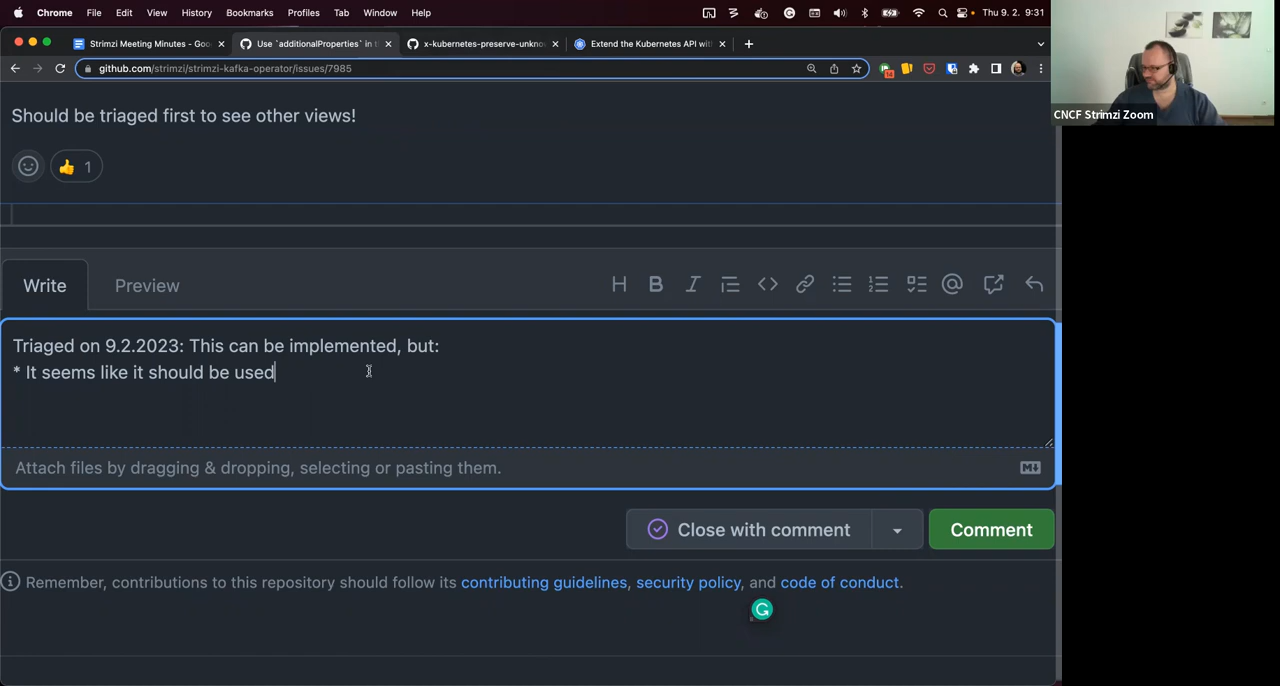 Chrome File Edit View History Bookmarks Profiles Tab Window Help Thu 9. 2. 9:31
Strimzi Meeting Minutes - Goo Use `additionalProperties` in t x-kubernetes-preserve-unkno Extend the Kubernetes API wit
github.com/strimzi/strimzi-kafka-operator/issues/7985
14
CNCF Strimzi Zoom
Should be triaged first to see other views!
👍 1
Write Preview
Triaged on 9.2.2023: This can be implemented, but:
* It seems like it should be used
Attach files by dragging & dropping, selecting or pasting them.
Close with comment Comment
Remember, contributions to this repository should follow its contributing guidelines, security policy, and code of conduct.